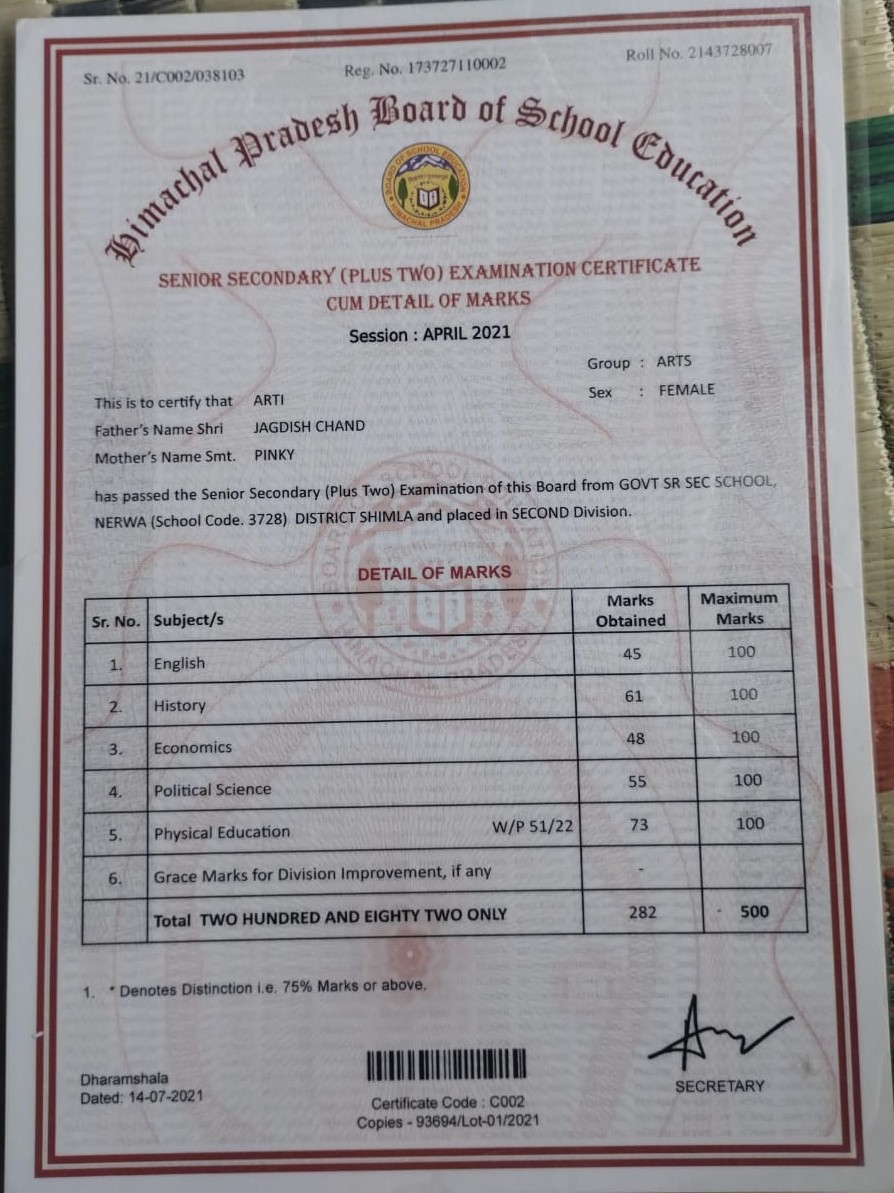 Sr. No. 21/C002/038103 Reg. No. 173727110002 Roll No. 2143728007
Himachal Pradesh Board of School Education
BOARD OF SCHOOL EDUCATION
HIMACHAL PRADESH
SENIOR SECONDARY (PLUS TWO) EXAMINATION CERTIFICATE
CUM DETAIL OF MARKS
Session : APRIL 2021
Group : ARTS
Sex : FEMALE
This is to certify that ARTI
Father's Name Shri JAGDISH CHAND
Mother's Name Smt. PINKY
has passed the Senior Secondary (Plus Two) Examination of this Board from GOVT SR SEC SCHOOL,
NERWA (School Code. 3728) DISTRICT SHIMLA and placed in SECOND Division.
DETAIL OF MARKS
Sr. No. Subject/s Marks Obtained Maximum Marks
1. English 45 100
2. History 61 100
3. Economics 48 100
4. Political Science 55 100
5. Physical Education W/P 51/22 73 100
6. Grace Marks for Division Improvement, if any -
Total TWO HUNDRED AND EIGHTY TWO ONLY 282 500
1. * Denotes Distinction i.e. 75% Marks or above.
Dharamshala
Dated: 14-07-2021
Certificate Code : C002
Copies - 93694/Lot-01/2021
SECRETARY